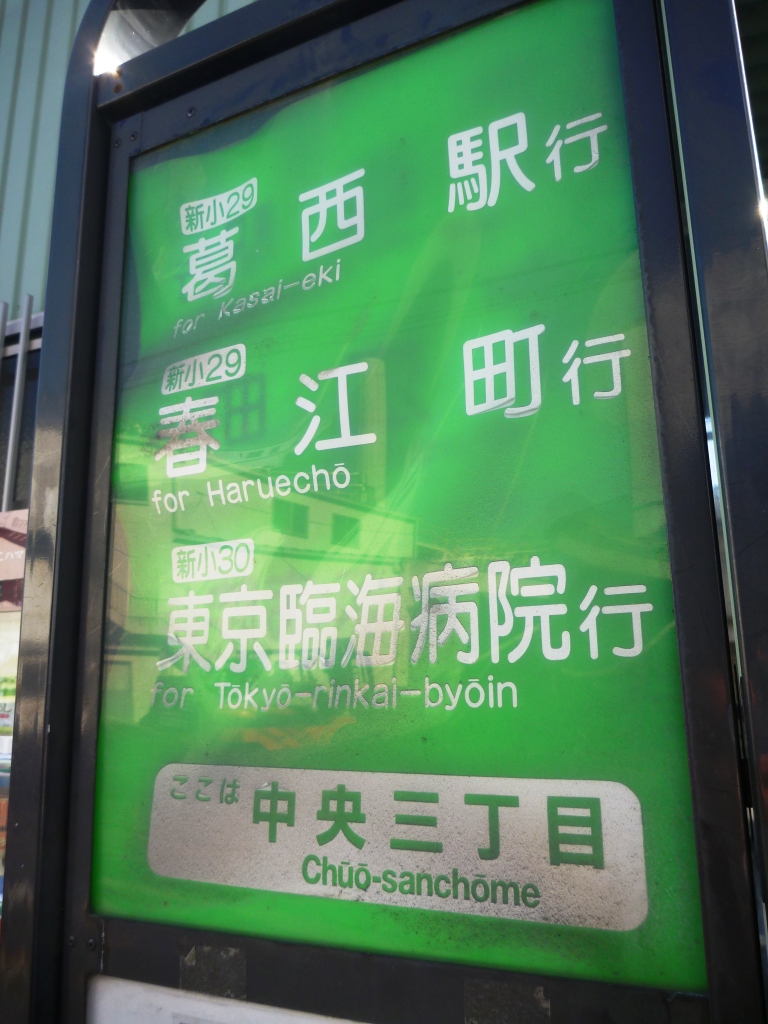 新小29
葛西駅行
for Kasai-eki
新小29
春江町行
for Haruechō
新小30
東京臨海病院行
for Tōkyō-rinkai-byōin
ここは 中央三丁目
Chūō-sanchōme